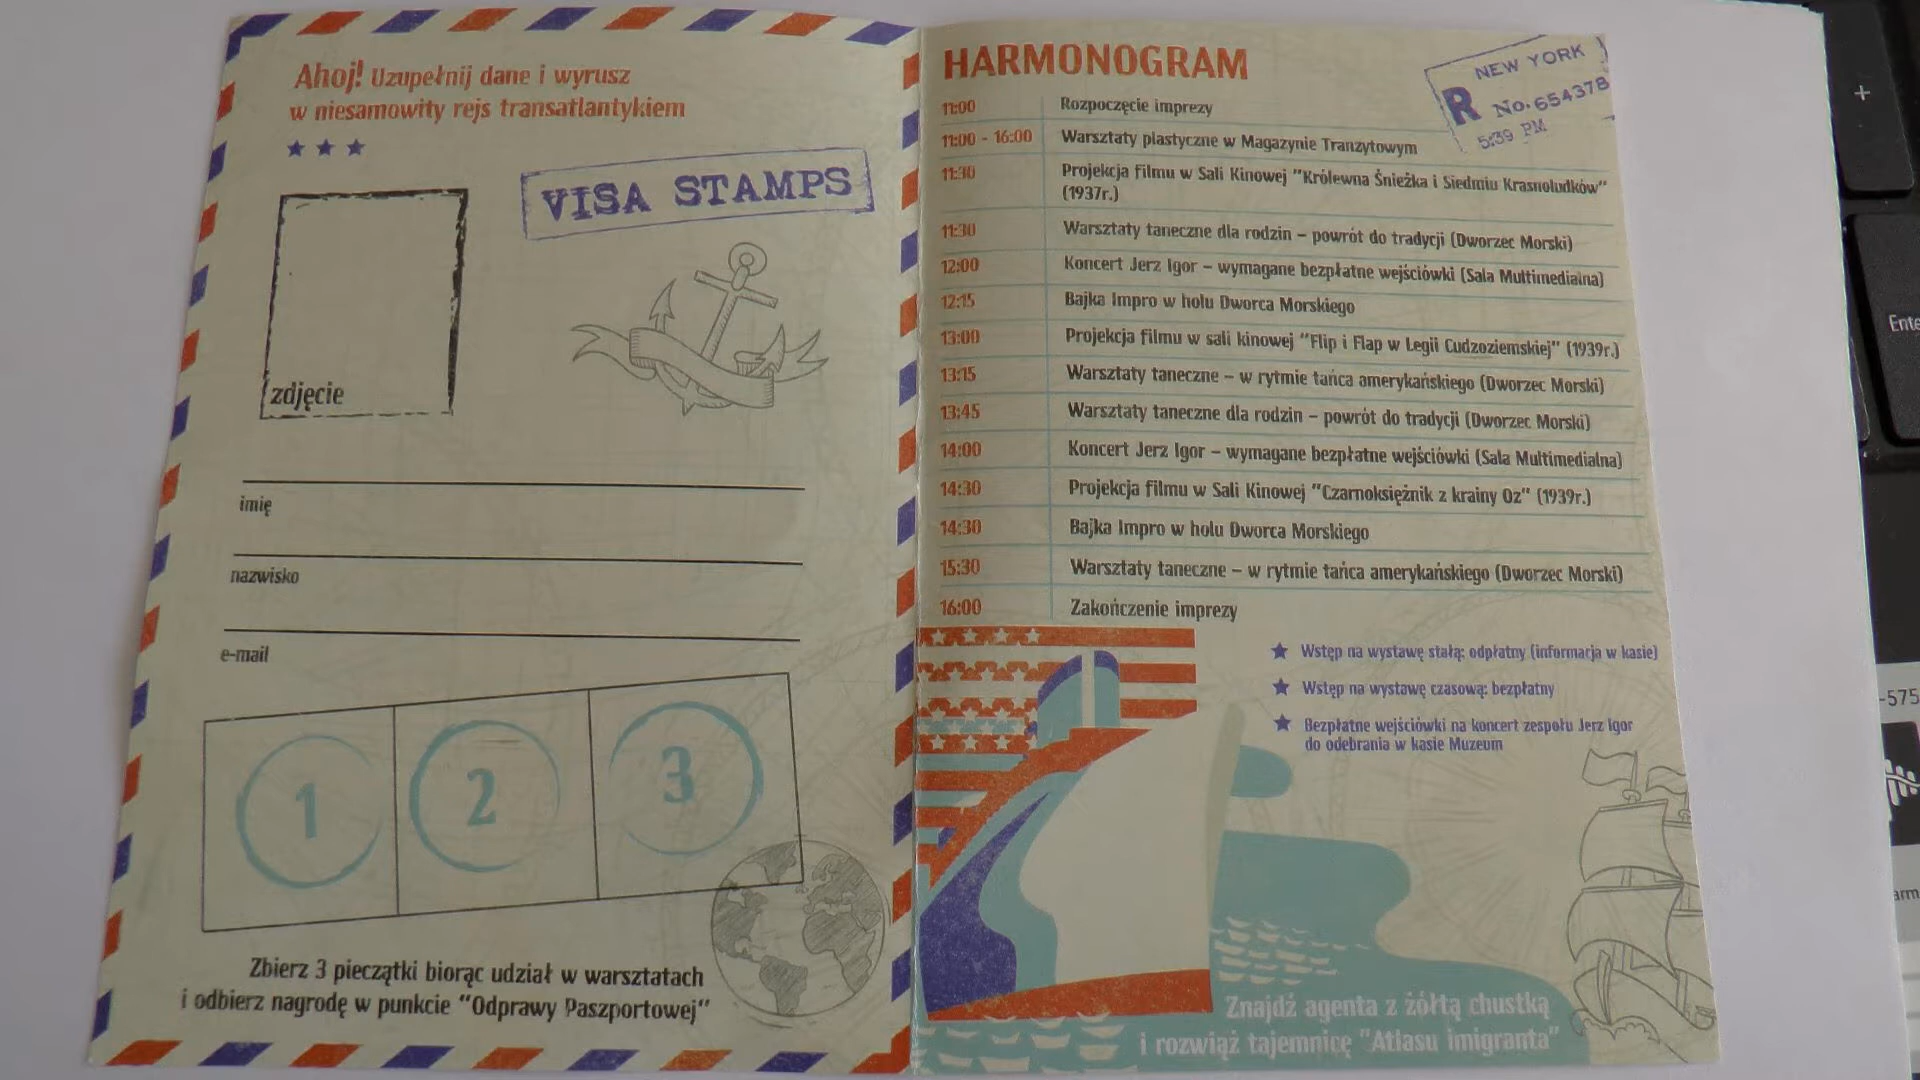 Ahoj! Uzupełnij dane i wyrusz
w niesamowity rejs transatlantykiem
VISA STAMPS
zdjęcie
imię
nazwisko
e-mail
1 2 3
Zbierz 3 pieczątki biorąc udział w warsztatach
i odbierz nagrodę w punkcie "Odprawy Paszportowej"
HARMONOGRAM
NEW YORK
R No. 654378
5:39 PM
11:00 Rozpoczęcie imprezy
11:00 - 16:00 Warsztaty plastyczne w Magazynie Tranzytowym
11:30 Projekcja filmu w Sali Kinowej "Królewna Śnieżka i Siedmiu Krasnoludków"
(1937r.)
11:30 Warsztaty taneczne dla rodzin – powrót do tradycji (Dworzec Morski)
12:00 Koncert Jerz Igor – wymagane bezpłatne wejściówki (Sala Multimedialna)
12:15 Bajka Impro w holu Dworca Morskiego
13:00 Projekcja filmu w sali kinowej "Flip i Flap w Legii Cudzoziemskiej" (1939r.)
13:15 Warsztaty taneczne – w rytmie tańca amerykańskiego (Dworzec Morski)
13:45 Warsztaty taneczne dla rodzin – powrót do tradycji (Dworzec Morski)
14:00 Koncert Jerz Igor – wymagane bezpłatne wejściówki (Sala Multimedialna)
14:30 Projekcja filmu w Sali Kinowej "Czarnoksiężnik z krainy Oz" (1939r.)
14:30 Bajka Impro w holu Dworca Morskiego
15:30 Warsztaty taneczne – w rytmie tańca amerykańskiego (Dworzec Morski)
16:00 Zakończenie imprezy
Wstęp na wystawę stałą: odpłatny (informacja w kasie)
Wstęp na wystawę czasową: bezpłatny
Bezpłatne wejściówki na koncert zespołu Jerz Igor
do odebrania w kasie Muzeum
Znajdź agenta z żółtą chustką
i rozwiąż tajemnicę "Atlasu imigranta"
+
Ente
-575